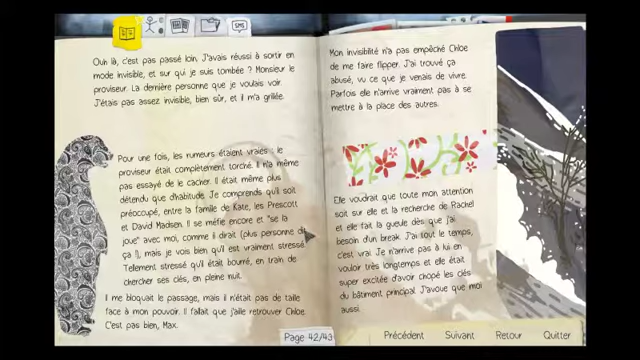 SMS
Ouh là, c'est pas passé loin. J'avais réussi à sortir en
mode invisible, et sur qui je suis tombée ? Monsieur le
proviseur. La dernière personne que je voulais voir.
J'étais pas assez invisible, bien sûr, et il m'a grillée.
Pour une fois, les rumeurs étaient vraies : le
proviseur était complètement torché. Il n'a même
pas essayé de le cacher. Il était même plus
détendu que d'habitude. Je comprends qu'il soit
préoccupé, entre la famille de Kate, les Prescott
et David Madsen. Il se méfie encore et "se la
joue" avec moi, comme il dirait (plus personne dit
ça !), mais je vois bien qu'il est vraiment stressé.
Tellement stressé qu'il était bourré, en train de
chercher ses clés, en pleine nuit.
Il me bloquait le passage, mais il n'était pas de taille
face à mon pouvoir. Il fallait que j'aille retrouver Chloe.
C'est pas bien, Max.
Mon invisibilité n'a pas empêché Chloe
de me faire flipper. J'ai trouvé ça
abusé, vu ce que je venais de vivre.
Parfois elle n'arrive vraiment pas à se
mettre à la place des autres.
Elle voudrait que toute mon attention
soit sur elle et la recherche de Rachel
et elle fait la gueule dès que j'ai
besoin d'un break. J'ai tout le temps,
c'est vrai. Je n'arrive pas à lui en
vouloir très longtemps et elle était
super excitée d'avoir chopé les clés
du bâtiment principal. J'avoue que moi
aussi.
Page 42/43
Précédent Suivant Retour Quitter